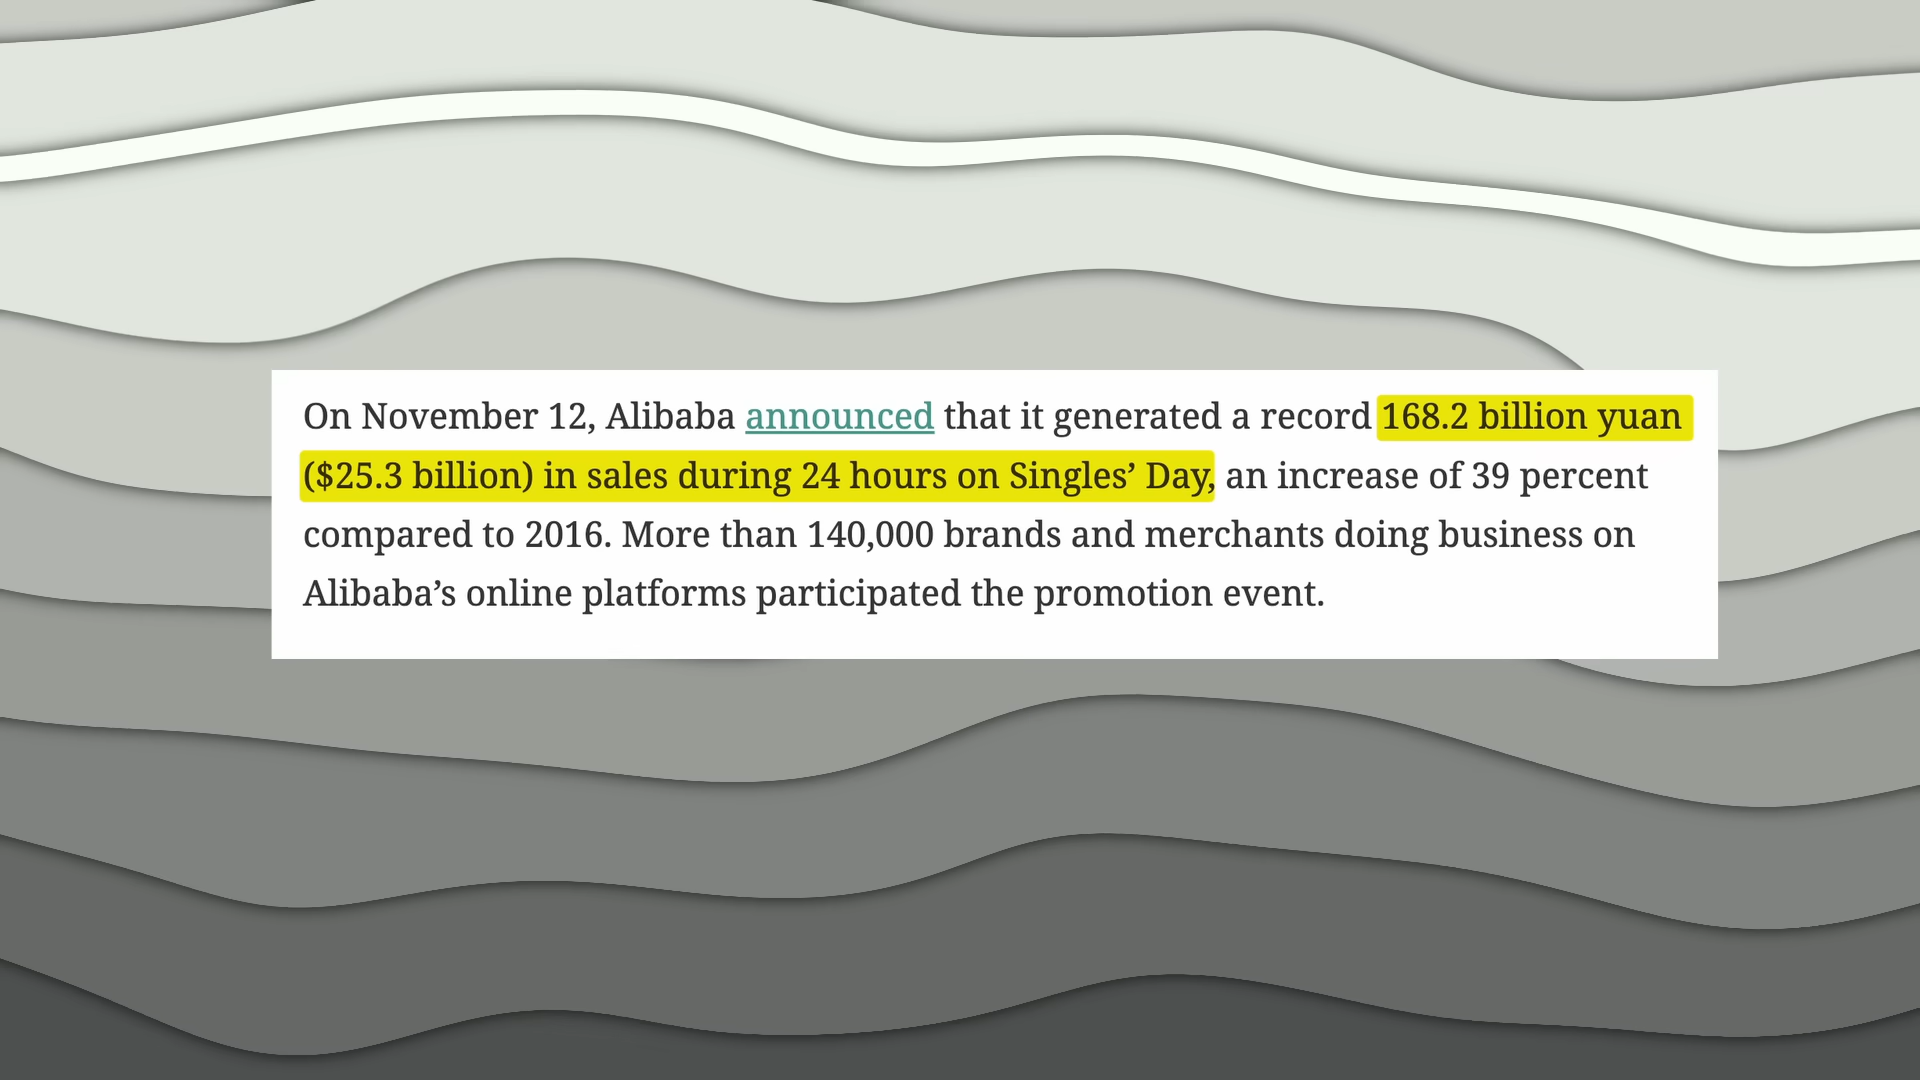 On November 12, Alibaba announced that it generated a record 168.2 billion yuan
($25.3 billion) in sales during 24 hours on Singles’ Day, an increase of 39 percent
compared to 2016. More than 140,000 brands and merchants doing business on
Alibaba’s online platforms participated the promotion event.